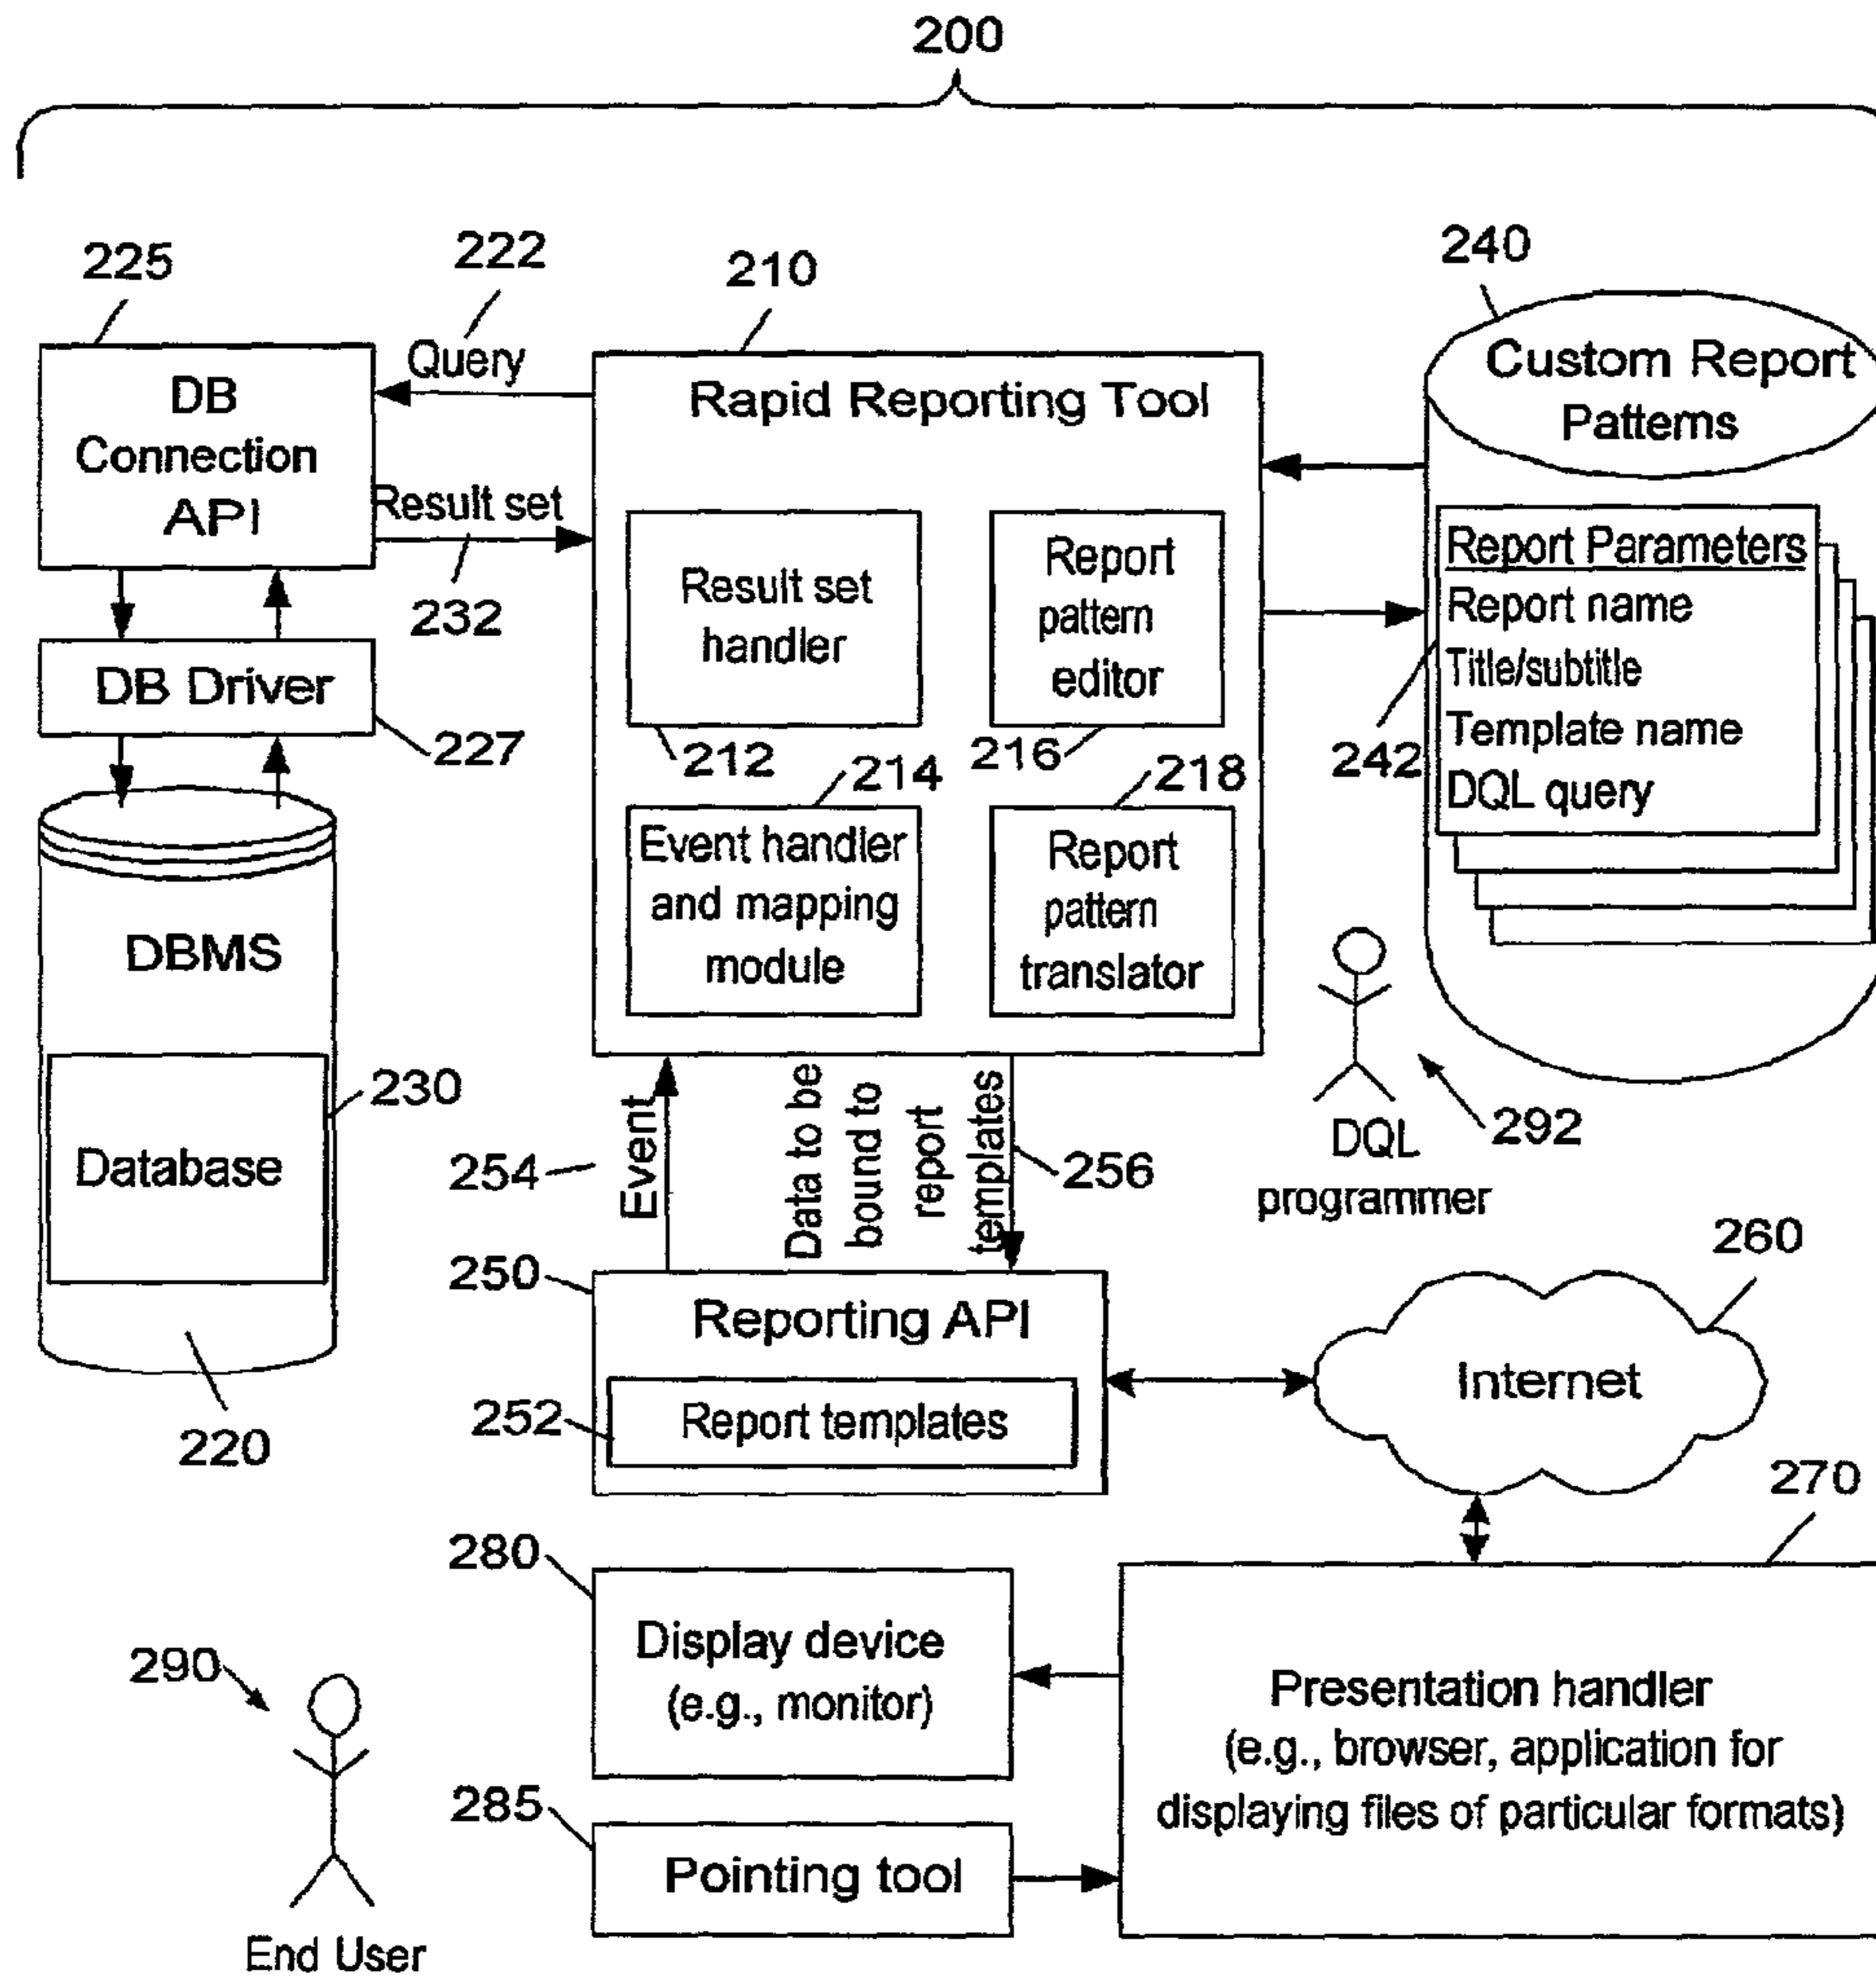 200
225
222
210
240
DB
Connection
API
Query
Result set
232
Rapid Reporting Tool
Custom Report
Patterns
Result set
handler
212
Report
pattern
editor
216
Report Parameters
Report name
Title/subtitle
Template name
DQL query
242
DB Driver
227
214
Event handler
and mapping
module
218
Report
pattern
translator
DBMS
230
Database
220
254
Event
Data to be
bound to
report
templates
256
DQL
programmer
292
250
Reporting API
252
Report templates
260
Internet
270
280
Display device
(e.g., monitor)
Presentation handler
(e.g., browser, application for
displaying files of particular formats)
285
Pointing tool
290
End User